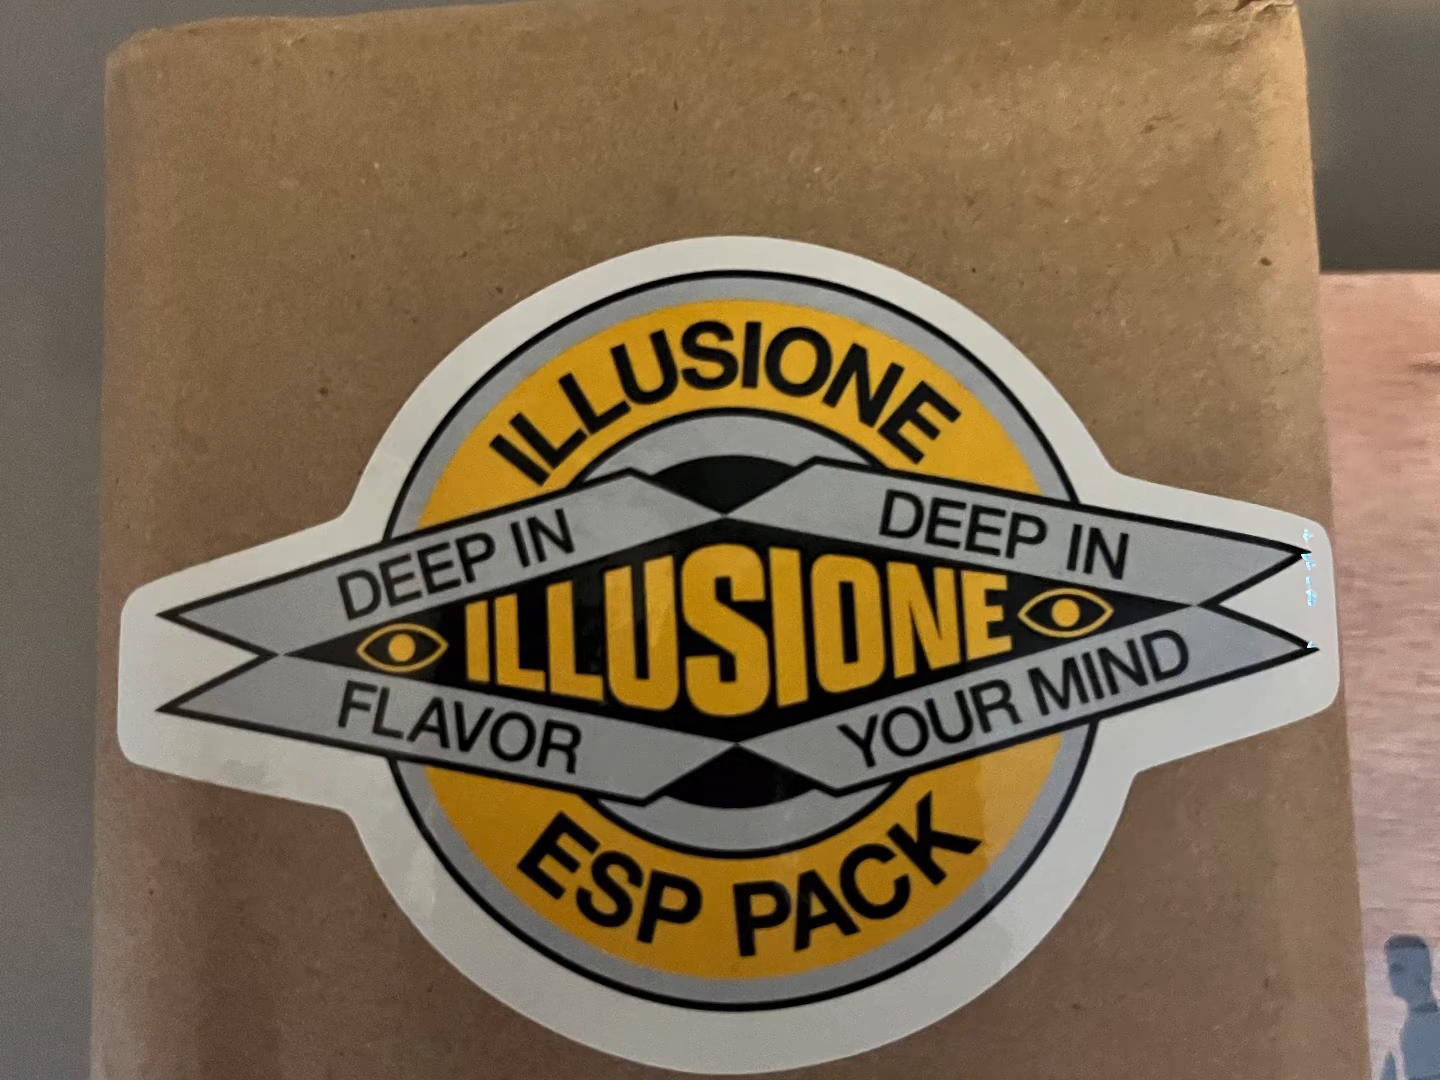 ILLUSIONE
DEEP IN
DEEP IN
ILLUSIONE
FLAVOR
YOUR MIND
ESP PACK